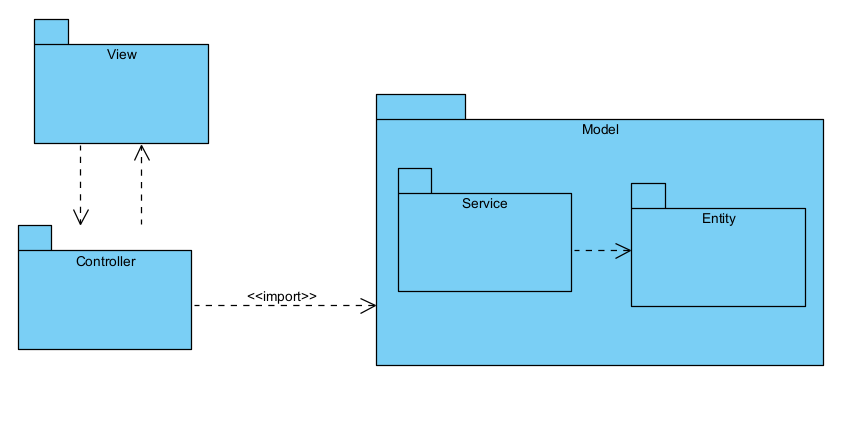 View
Model
Service
Entity
Controller
<<import>>